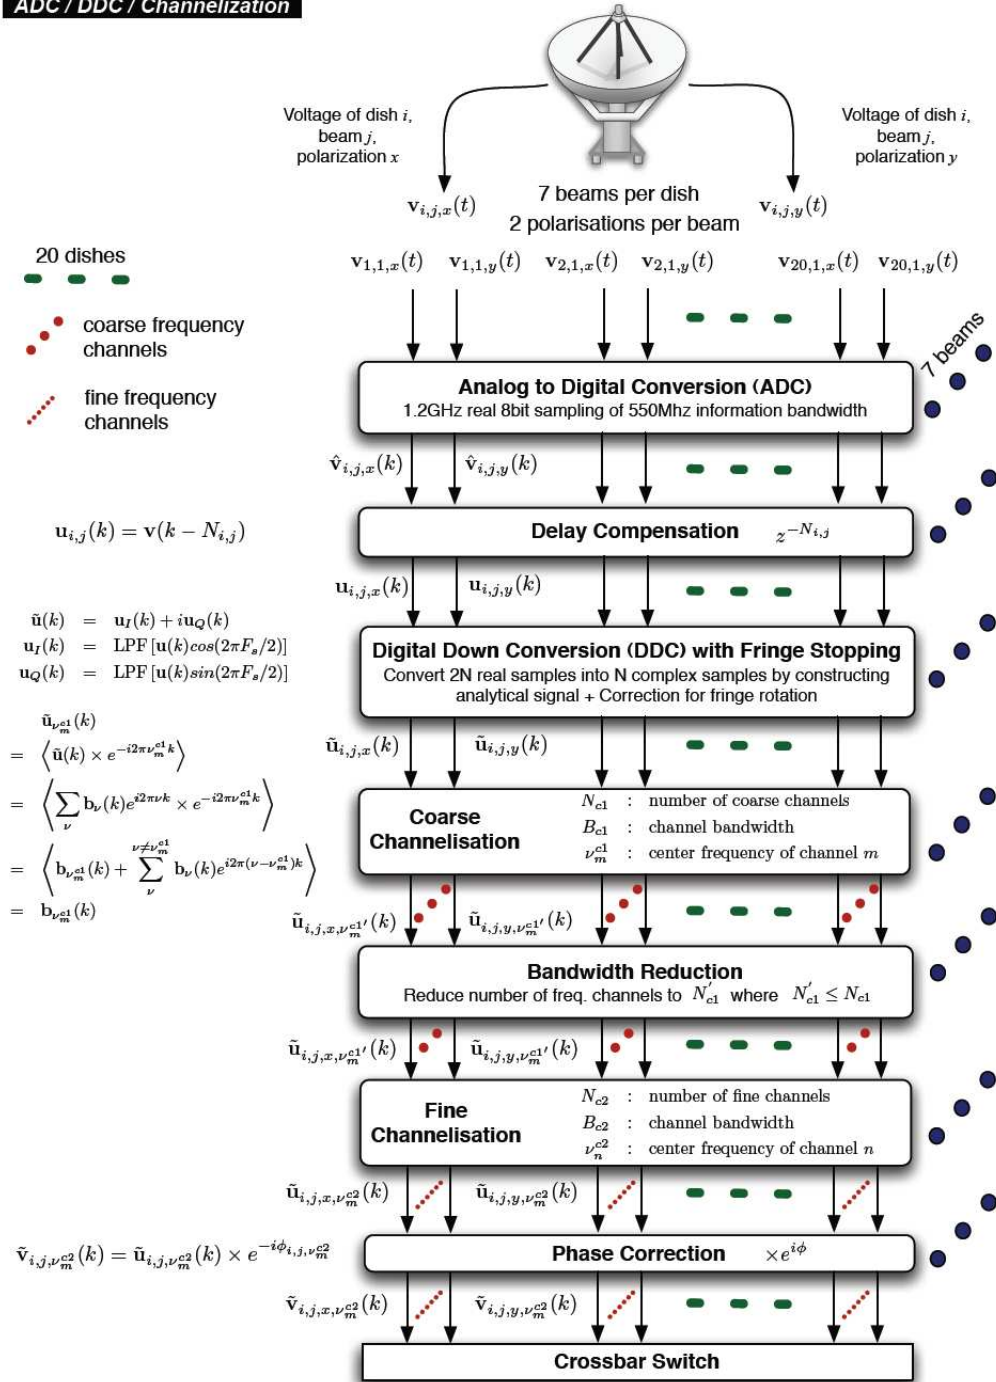 ADC / DDC / Channelization
Voltage of dish i,
beam j,
polarization x
Voltage of dish i,
beam j,
polarization y
v_{i,j,x}(t)
7 beams per dish
2 polarisations per beam
v_{i,j,y}(t)
20 dishes
coarse frequency
channels
fine frequency
channels
v_{1,1,x}(t) v_{1,1,y}(t) v_{2,1,x}(t) v_{2,1,y}(t) v_{20,1,x}(t) v_{20,1,y}(t)
7 beams
Analog to Digital Conversion (ADC)
1.2GHz real 8bit sampling of 550Mhz information bandwidth
v̂_{i,j,x}(k) v̂_{i,j,y}(k)
u_{i,j}(k) = v(k − N_{i,j})
Delay Compensation z^{−N_{i,j}}
u_{i,j,x}(k) u_{i,j,y}(k)
ũ(k) = u_I(k) + iu_Q(k)
u_I(k) = LPF [u(k)cos(2πF_s/2)]
u_Q(k) = LPF [u(k)sin(2πF_s/2)]
Digital Down Conversion (DDC) with Fringe Stopping
Convert 2N real samples into N complex samples by constructing
analytical signal + Correction for fringe rotation
ũ_{i,j,x}(k) ũ_{i,j,y}(k)
ũ_{ν_m^{c1}}(k)
= ⟨ũ(k) × e^{−i2πν_m^{c1}k}⟩
= ⟨∑_ν b_ν(k)e^{i2πνk} × e^{−i2πν_m^{c1}k}⟩
= ⟨b_{ν_m^{c1}}(k) + ∑_ν^{ν≠ν_m^{c1}} b_ν(k)e^{i2π(ν−ν_m^{c1})k}⟩
= b_{ν_m^{c1}}(k)
Coarse
Channelisation
N_{c1} : number of coarse channels
B_{c1} : channel bandwidth
ν_m^{c1} : center frequency of channel m
ũ_{i,j,x,ν_m^{c1′}}(k) ũ_{i,j,y,ν_m^{c1′}}(k)
Bandwidth Reduction
Reduce number of freq. channels to N′_{c1} where N′_{c1} ≤ N_{c1}
ũ_{i,j,x,ν_m^{c1′}}(k) ũ_{i,j,y,ν_m^{c1′}}(k)
Fine
Channelisation
N_{c2} : number of fine channels
B_{c2} : channel bandwidth
ν_n^{c2} : center frequency of channel n
ũ_{i,j,x,ν_m^{c2}}(k) ũ_{i,j,y,ν_m^{c2}}(k)
ṽ_{i,j,ν_m^{c2}}(k) = ũ_{i,j,ν_m^{c2}}(k) × e^{−iϕ_{i,j,ν_m^{c2}}}
Phase Correction ×e^{iϕ}
ṽ_{i,j,x,ν_m^{c2}}(k) ṽ_{i,j,y,ν_m^{c2}}(k)
Crossbar Switch